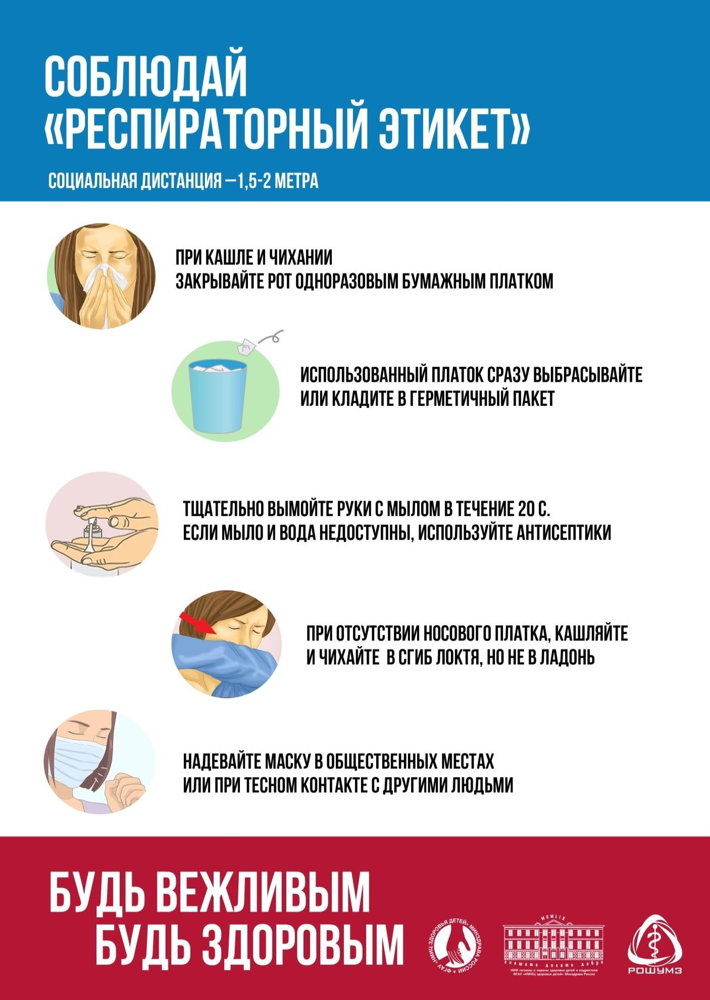 СОБЛЮДАЙ
«РЕСПИРАТОРНЫЙ ЭТИКЕТ»
СОЦИАЛЬНАЯ ДИСТАНЦИЯ –1,5-2 МЕТРА
ПРИ КАШЛЕ И ЧИХАНИИ
ЗАКРЫВАЙТЕ РОТ ОДНОРАЗОВЫМ БУМАЖНЫМ ПЛАТКОМ
ИСПОЛЬЗОВАННЫЙ ПЛАТОК СРАЗУ ВЫБРАСЫВАЙТЕ
ИЛИ КЛАДИТЕ В ГЕРМЕТИЧНЫЙ ПАКЕТ
ТЩАТЕЛЬНО ВЫМОЙТЕ РУКИ С МЫЛОМ В ТЕЧЕНИЕ 20 С.
ЕСЛИ МЫЛО И ВОДА НЕДОСТУПНЫ, ИСПОЛЬЗУЙТЕ АНТИСЕПТИКИ
ПРИ ОТСУТСТВИИ НОСОВОГО ПЛАТКА, КАШЛЯЙТЕ
И ЧИХАЙТЕ В СГИБ ЛОКТЯ, НО НЕ В ЛАДОНЬ
НАДЕВАЙТЕ МАСКУ В ОБЩЕСТВЕННЫХ МЕСТАХ
ИЛИ ПРИ ТЕСНОМ КОНТАКТЕ С ДРУГИМИ ЛЮДЬМИ
БУДЬ ВЕЖЛИВЫМ
БУДЬ ЗДОРОВЫМ
ФГАУ «НМИЦ ЗДОРОВЬЯ ДЕТЕЙ» МИНЗДРАВА РОССИИ
MCMLIX
спешите делать добро
НИИ гигиены и охраны здоровья детей и подростков
ФГАУ «НМИЦ здоровья детей» Минздрава России
РОШУМЗ